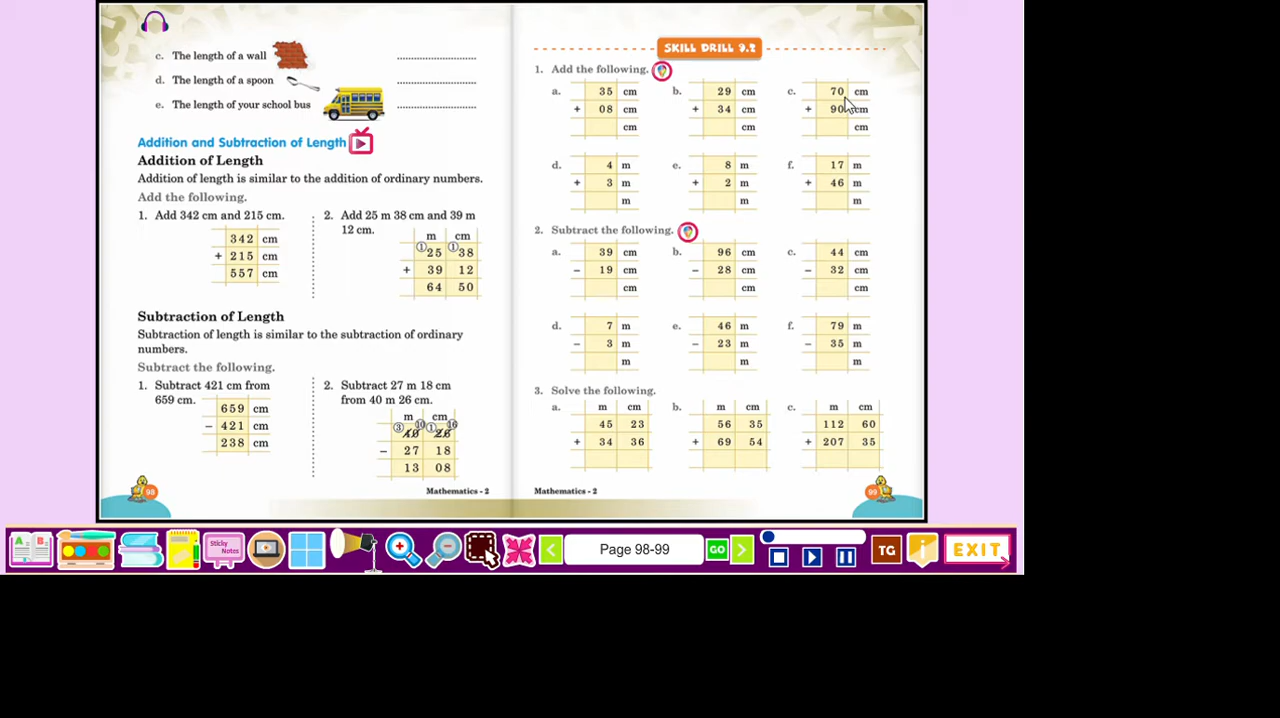 c. The length of a wall ........................
d. The length of a spoon ........................
e. The length of your school bus ........................
Addition and Subtraction of Length
Addition of Length
Addition of length is similar to the addition of ordinary numbers.
Add the following.
1. Add 342 cm and 215 cm.
342 cm
+ 215 cm
557 cm
2. Add 25 m 38 cm and 39 m
12 cm.
m cm
1 25 1 38
+ 39 12
64 50
Subtraction of Length
Subtraction of length is similar to the subtraction of ordinary
numbers.
Subtract the following.
1. Subtract 421 cm from
659 cm.
659 cm
− 421 cm
238 cm
2. Subtract 27 m 18 cm
from 40 m 26 cm.
m cm
3 10 1 16
40 26
− 27 18
13 08
98
Mathematics - 2
SKILL DRILL 9.2
1. Add the following.
a. 35 cm
+ 08 cm
cm
b. 29 cm
+ 34 cm
cm
c. 70 cm
+ 90 cm
cm
d. 4 m
+ 3 m
m
e. 8 m
+ 2 m
m
f. 17 m
+ 46 m
m
2. Subtract the following.
a. 39 cm
− 19 cm
cm
b. 96 cm
− 28 cm
cm
c. 44 cm
− 32 cm
cm
d. 7 m
− 3 m
m
e. 46 m
− 23 m
m
f. 79 m
− 35 m
m
3. Solve the following.
a. m cm
45 23
+ 34 36
b. m cm
56 35
+ 69 54
c. m cm
112 60
+ 207 35
Mathematics - 2
99
A B
Sticky
Notes
Page 98-99
GO
TG
i
EXIT